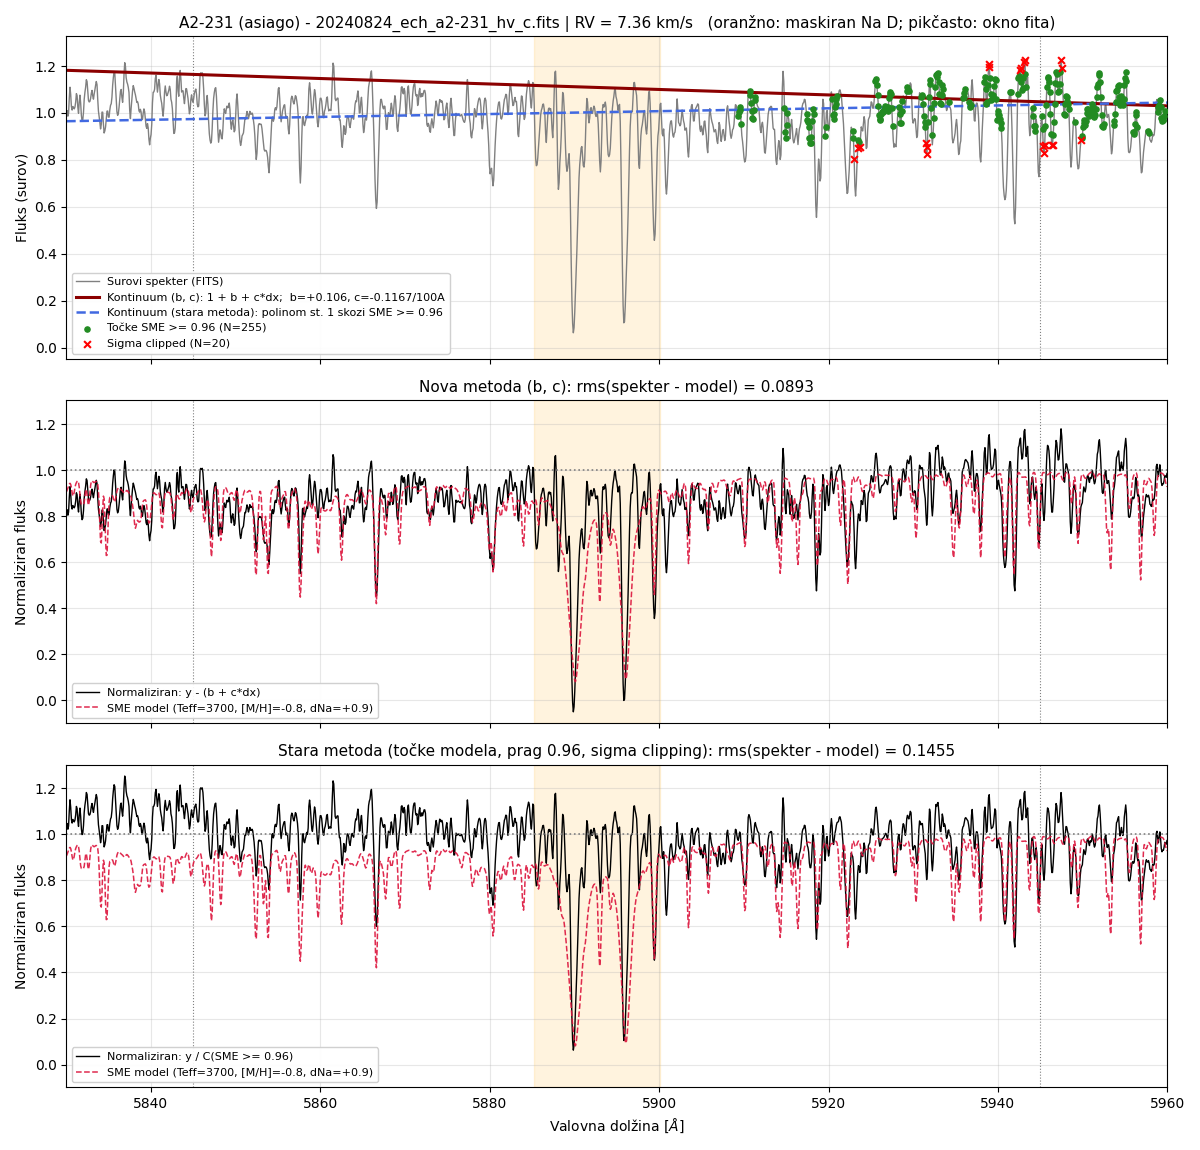 A2-231 (asiago) - 20240824_ech_a2-231_hv_c.fits | RV = 7.36 km/s   (oranžno: maskiran Na D; pikčasto: okno fita)
1.2
1.0
0.8
0.6
0.4
0.2
0.0
Fluks (surov)
Surovi spekter (FITS)
Kontinuum (b, c): 1 + b + c*dx;  b=+0.106, c=-0.1167/100A
Kontinuum (stara metoda): polinom st. 1 skozi SME >= 0.96
Točke SME >= 0.96 (N=255)
Sigma clipped (N=20)
Nova metoda (b, c): rms(spekter - model) = 0.0893
1.2
1.0
0.8
0.6
0.4
0.2
0.0
Normaliziran fluks
Normaliziran: y - (b + c*dx)
SME model (Teff=3700, [M/H]=-0.8, dNa=+0.9)
Stara metoda (točke modela, prag 0.96, sigma clipping): rms(spekter - model) = 0.1455
1.2
1.0
0.8
0.6
0.4
0.2
0.0
Normaliziran fluks
Normaliziran: y / C(SME >= 0.96)
SME model (Teff=3700, [M/H]=-0.8, dNa=+0.9)
5840 5860 5880 5900 5920 5940 5960
Valovna dolžina [Å]